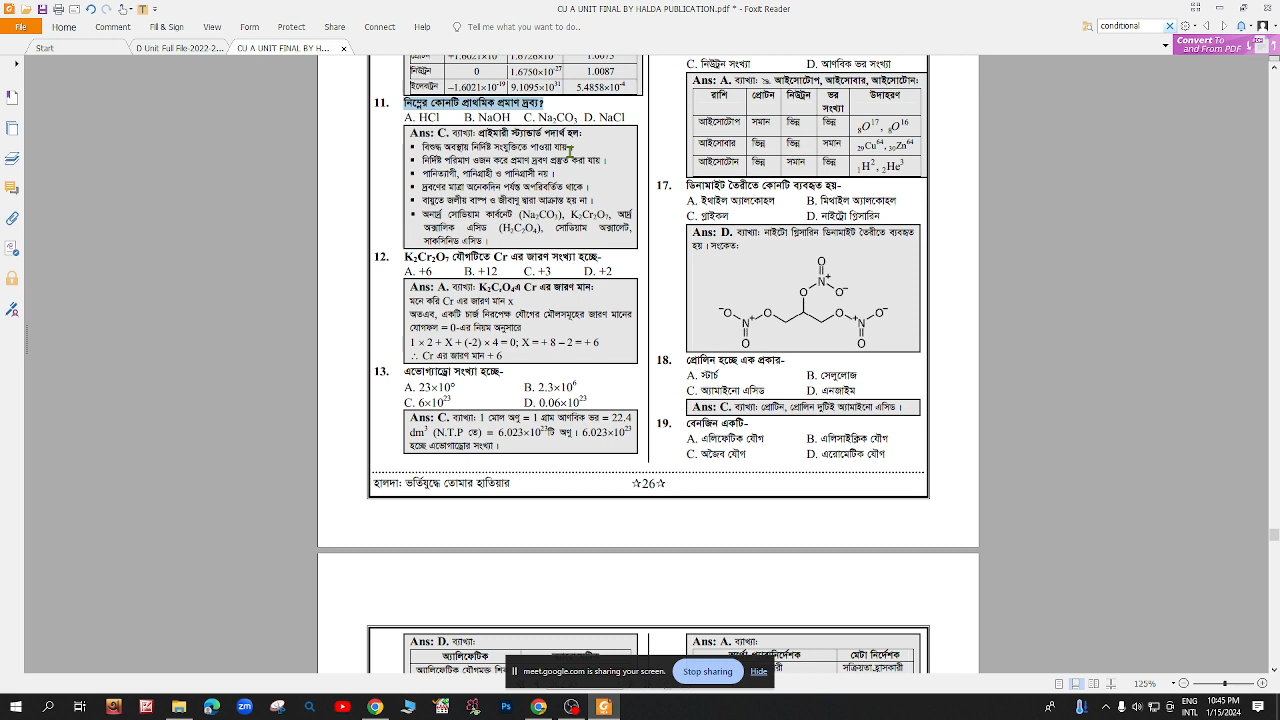 CU A UNIT FINAL BY HALDA PUBLICATION.pdf * - Foxit Reader
File Home Comment Fill & Sign View Form Protect Share Connect Help Tell me what you want to do... conditional
Start D Unit Full File-2022-2... CU A UNIT FINAL BY H... Convert To and From PDF
নিউট্রন 0 1.6750×10⁻²⁷ 1.0087
ইলেকট্রন −1.6021×10⁻¹⁹ 9.1095×10³¹ 5.4858×10⁻⁴
11. নিম্নের কোনটি প্রাথমিক প্রমাণ দ্রব্য?
A. HCl B. NaOH C. Na₂CO₃ D. NaCl
Ans: C. ব্যাখ্যা: প্রাইমারী স্ট্যান্ডার্ড পদার্থ হল:
▪ বিশুদ্ধ অবস্থায় নির্দিষ্ট সংযুক্তিতে পাওয়া যায়
▪ নির্দিষ্ট পরিমাণ ওজন করে প্রমাণ দ্রবণ প্রস্তুত করা যায় ।
▪ পানিত্যাগী, পানিগ্রাহী ও পানিগ্রাসী নয় ।
▪ দ্রবণের মাত্রা অনেকদিন পর্যন্ত অপরিবর্তিত থাকে ।
▪ বায়ুতে জলীয় বাষ্প ও জীবাণু দ্বারা আক্রান্ত হয় না ।
▪ অনার্দ্র সোডিয়াম কার্বনেট (Na₂CO₃), K₂Cr₂O₇, আর্দ্র
অক্সালিক এসিড (H₂C₂O₄), সোডিয়াম অক্সালেট,
সাকসিনিড এসিড ।
12. K₂Cr₂O₇ যৌগটিতে Cr এর জারণ সংখ্যা হচ্ছে-
A. +6 B. +12 C. +3 D. +2
Ans: A. ব্যাখ্যা: K₂CᵣO₄এ Cr এর জারণ মান:
মনে করি Cr এর জারণ মান x
অতএব, একটি চার্জ নিরপেক্ষ যৌগের মৌলসমূহের জারণ মানের
যোগফল = 0-এর নিয়ম অনুসারে
1 × 2 + X + (-2) × 4 = 0; X = + 8 − 2 = + 6
∴ Cr এর জারণ মান + 6
13. এভোগ্যাড্রো সংখ্যা হচ্ছে-
A. 23×10° B. 2.3×10⁶
C. 6×10²³ D. 0.06×10²³
Ans: C. ব্যাখ্যা: 1 মোল অণু = 1 গ্রাম আণবিক ভর = 22.4
dm³ (N.T.P তে) = 6.023×10²³টি অণু । 6.023×10²³
হচ্ছে এভোগাড্রোর সংখ্যা ।
C. নিউট্রন সংখ্যা D. আণবিক ভর সংখ্যা
Ans: A. ব্যাখ্যা: আইসোটোপ, আইসোবার, আইসোটোন:
রাশি প্রোটন নিউট্রন ভর সংখ্যা উদাহরণ
আইসোটোপ সমান ভিন্ন ভিন্ন ₈O¹⁷, ₈O¹⁶
আইসোবার ভিন্ন ভিন্ন সমান ₂₉Cu⁶⁴, ₃₀Zn⁶⁴
আইসোটোন ভিন্ন সমান ভিন্ন ₁H², ₂He³
17. ডিনামাইট তৈরীতে কোনটি ব্যবহৃত হয়-
A. ইথাইল অ্যালকোহল B. মিথাইল অ্যালকোহল
C. গ্লাইকল D. নাইট্রো গ্লিসারিন
Ans: D. ব্যাখ্যা: নাইটো গ্লিসারিন ডিনামাইট তৈরীতে ব্যবহৃত
হয় । সংকেত:
O
N⁺
O O⁻
⁻O O O O⁻
N⁺ ⁺N
O O
18. প্রোলিন হচ্ছে এক প্রকার-
A. স্টার্চ B. সেলুলোজ
C. অ্যামাইনো এসিড D. এনজাইম
Ans: C. ব্যাখ্যা: প্রোটিন, প্রোলিন দুটিই অ্যামাইনো এসিড ।
19. বেনজিন একটি-
A. এলিফেটিক যৌগ B. এলিসাইক্লিক যৌগ
C. অজৈব যৌগ D. এরোমেটিক যৌগ
হালদা: ভর্তিযুদ্ধে তোমার হাতিয়ার ☆26☆
Ans: D. ব্যাখ্যা:
অ্যালিফেটিক
Ans: A. ব্যাখ্যা:
মেটা নির্দেশক
meet.google.com is sharing your screen. Stop sharing Hide
125%
ENG 10:45 PM
INTL 1/15/2024